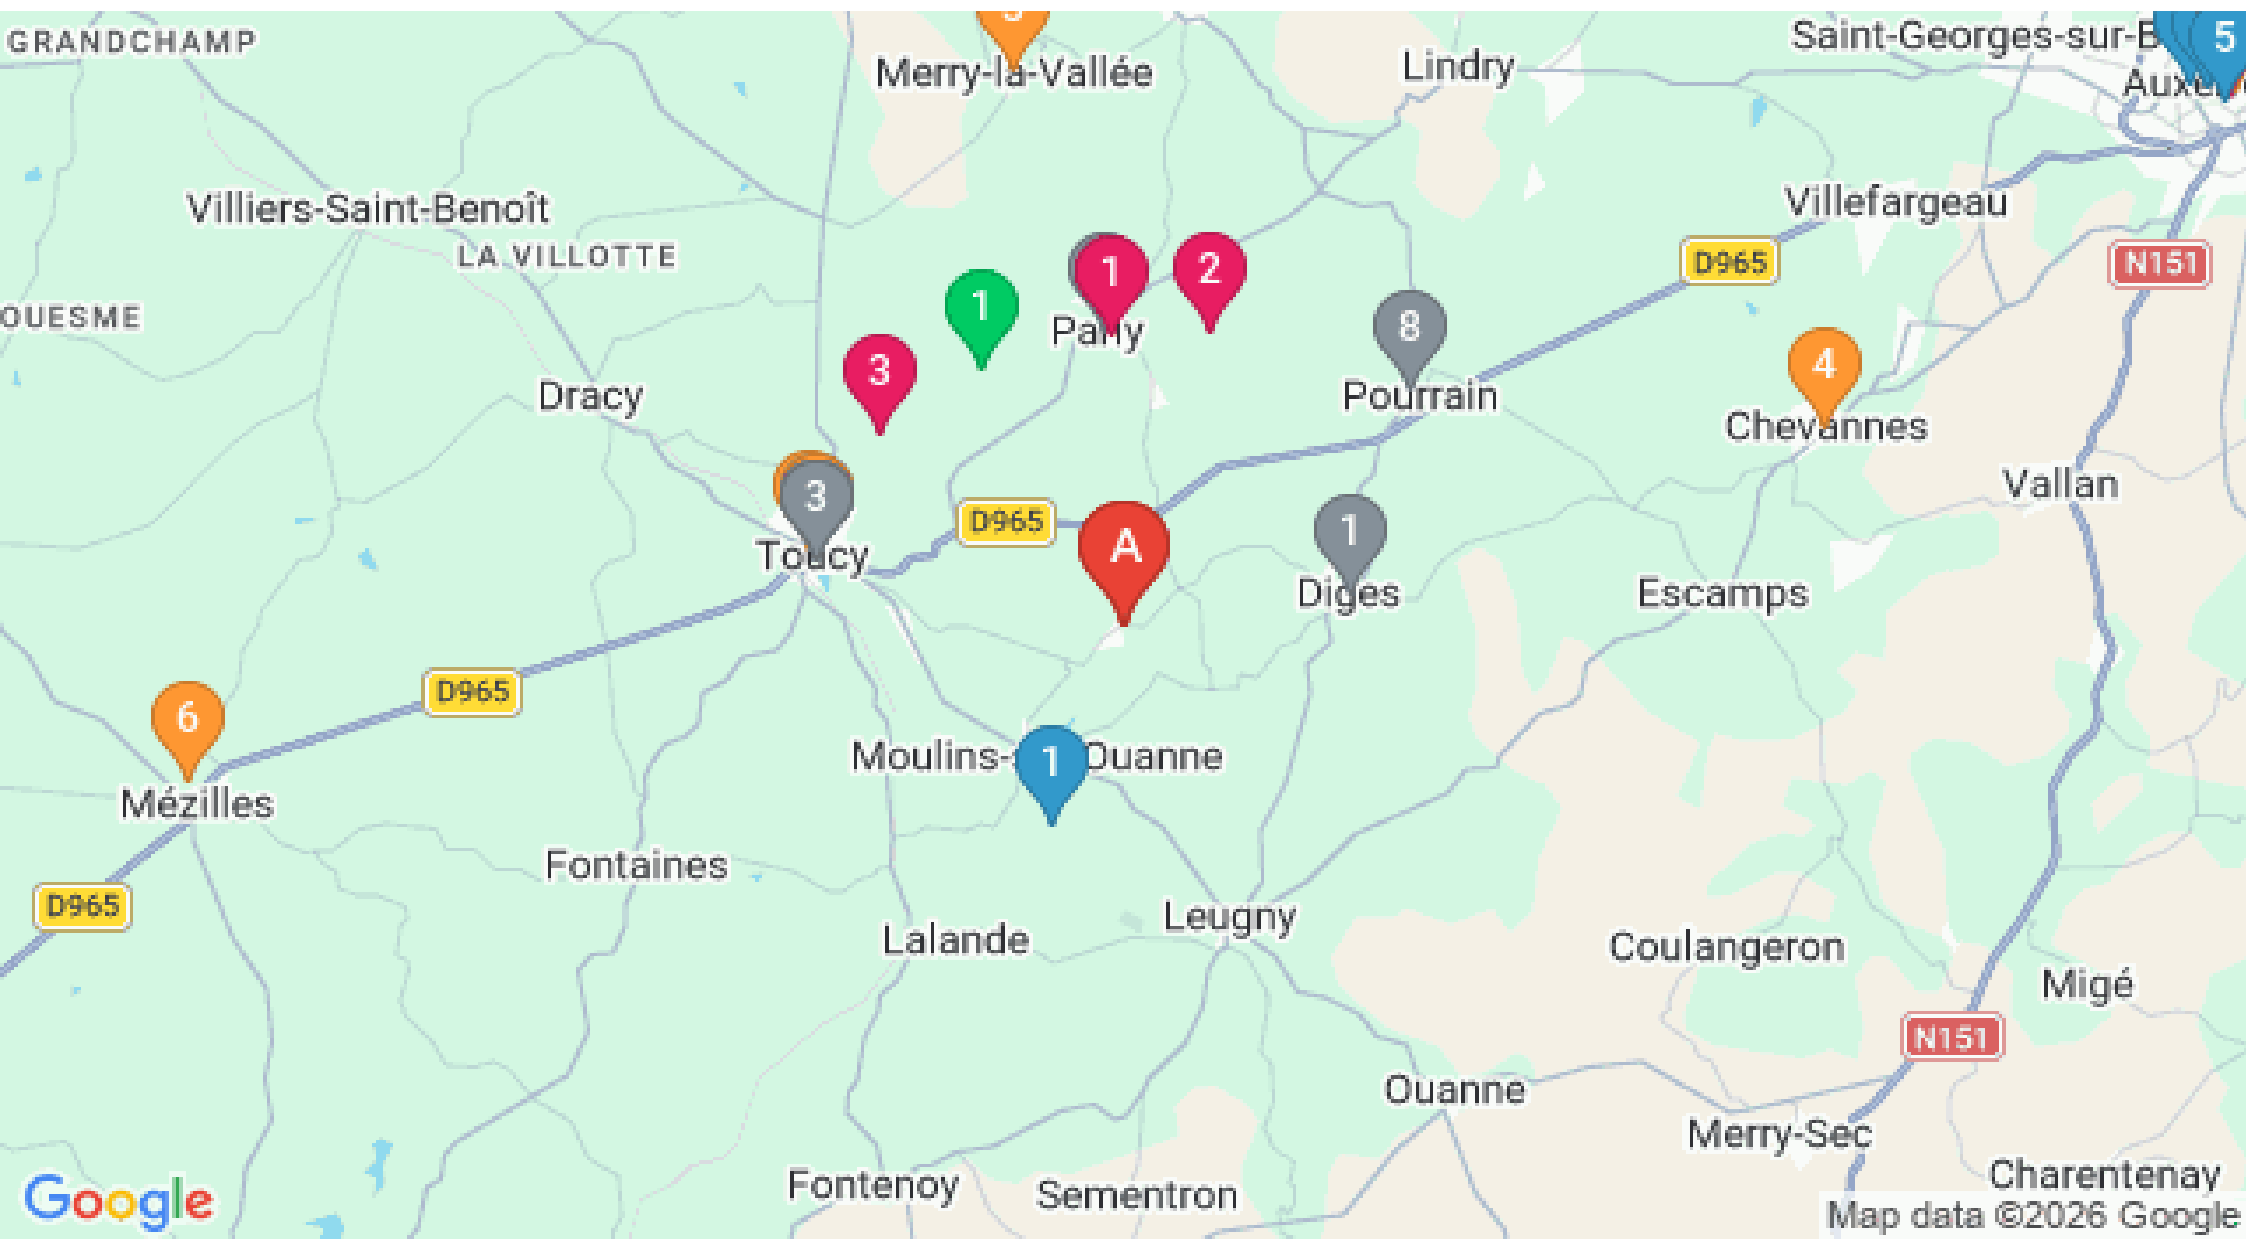 GRANDCHAMP
5
Merry-la-Vallée
Lindry
Saint-Georges-sur-B
5
Villiers-Saint-Benoît
LA VILLOTTE
Villefargeau
D965
N151
OUESME
1
1
2
8
Parly
3
4
Dracy
Pourrain
Chevannes
Vallan
3
D965
A
1
Toucy
Diges
Escamps
D965
6
Moulins-
1
Ouanne
Mézilles
Fontaines
D965
Leugny
Lalande
Coulangeron
Migé
N151
Ouanne
Merry-Sec
Charentenay
Fontenoy
Sementron
Google
Map data ©2026 Google